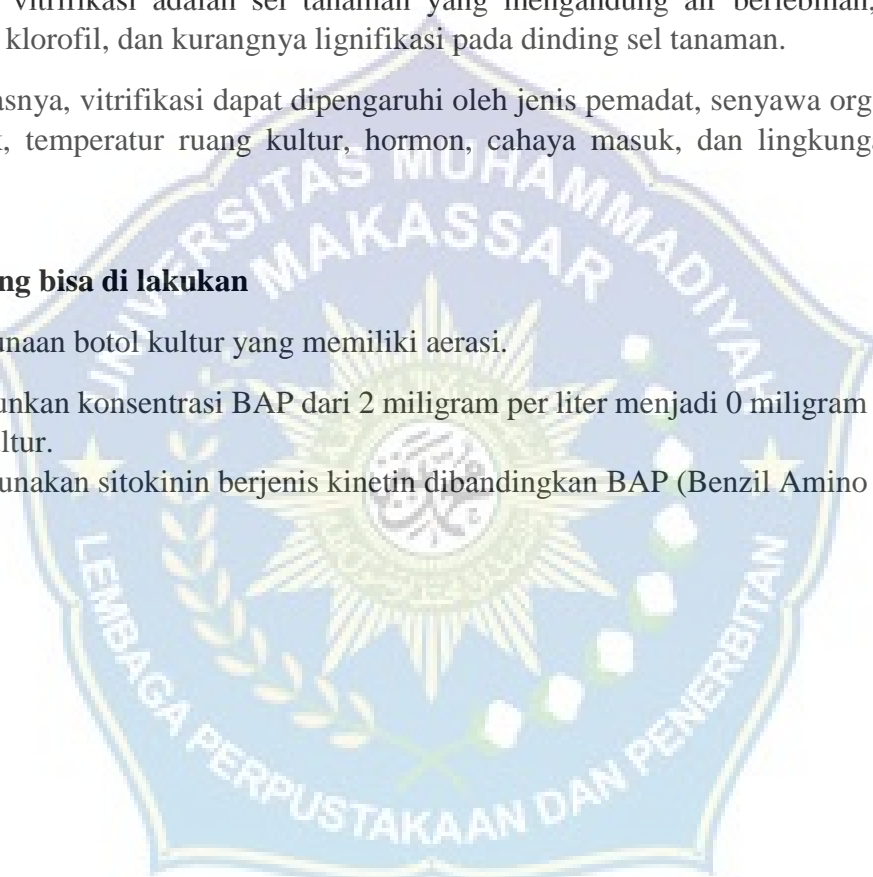 vitrifikasi adalah sel tanaman yang mengandung air berlebihan,
klorofil, dan kurangnya lignifikasi pada dinding sel tanaman.
asnya, vitrifikasi dapat dipengaruhi oleh jenis pemadat, senyawa org
temperatur ruang kultur, hormon, cahaya masuk, dan lingkung
ng bisa di lakukan
unaan botol kultur yang memiliki aerasi.
unkan konsentrasi BAP dari 2 miligram per liter menjadi 0 miligram
ltur.
unakan sitokinin berjenis kinetin dibandingkan BAP (Benzil Amino
UNIVERSITAS MUHAMMADIYAH
MAKASSAR
LEMBAGA PERPUSTAKAAN DAN PENERBITAN